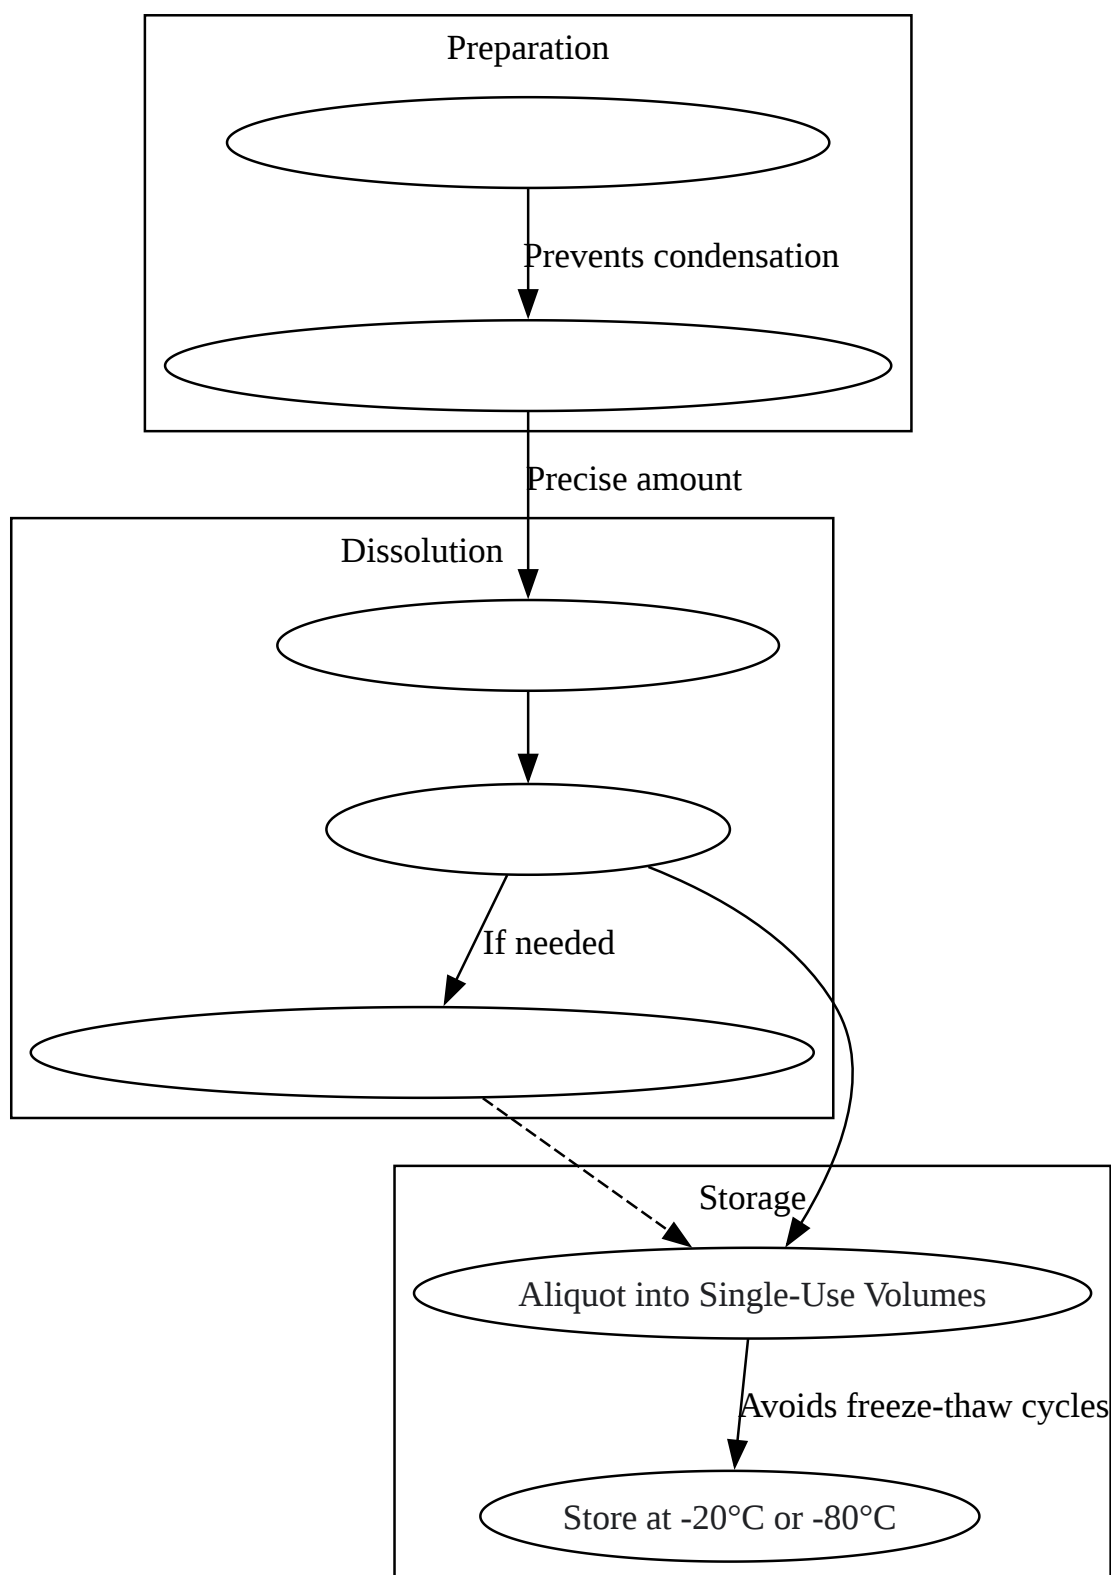 Preparation
Prevents condensation
Precise amount
Dissolution
If needed
Storage
Aliquot into Single-Use Volumes
Avoids freeze-thaw cycles
Store at -20°C or -80°C